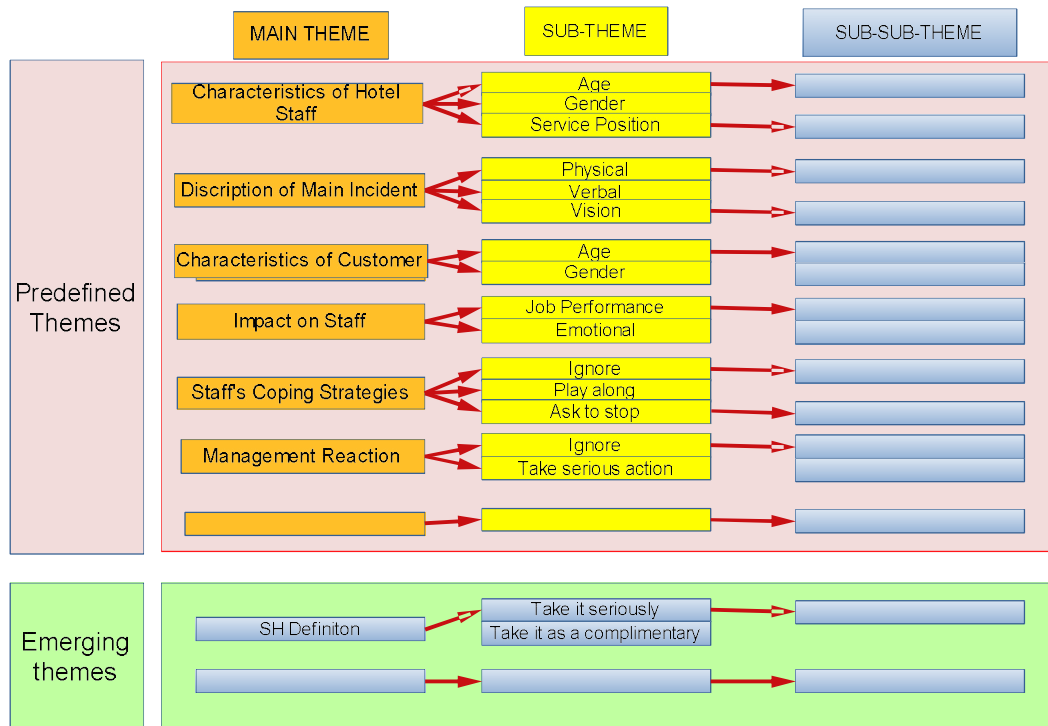 MAIN THEME
SUB-THEME
SUB-SUB-THEME
Predefined
Themes
Characteristics of Hotel
Staff
Age
Gender
Service Position
Discription of Main Incident
Physical
Verbal
Vision
Characteristics of Customer
Age
Gender
Impact on Staff
Job Performance
Emotional
Staff's Coping Strategies
Ignore
Play along
Ask to stop
Management Reaction
Ignore
Take serious action
Emerging
themes
SH Definiton
Take it seriously
Take it as a complimentary